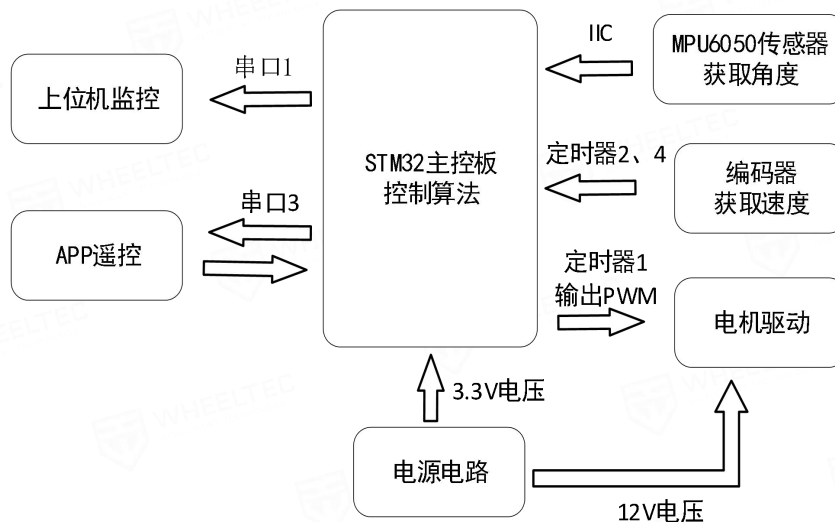 IIC
MPU6050传感器
获取角度
串口1
上位机监控
STM32主控板
控制算法
定时器2、4
编码器
获取速度
串口3
APP遥控
定时器1
输出PWM
电机驱动
3.3V电压
电源电路
12V电压
WHEELTEC
WHEELTEC
WHEELTEC
WHEELTEC